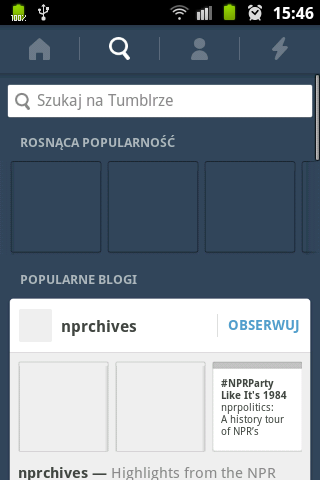 100%
15:46
Szukaj na Tumblrze
ROSNĄCA POPULARNOŚĆ
POPULARNE BLOGI
nprchives
OBSERWUJ
#NPRParty
Like It's 1984
nprpolitics:
A history tour
of NPR's
nprchives — Highlights from the NPR